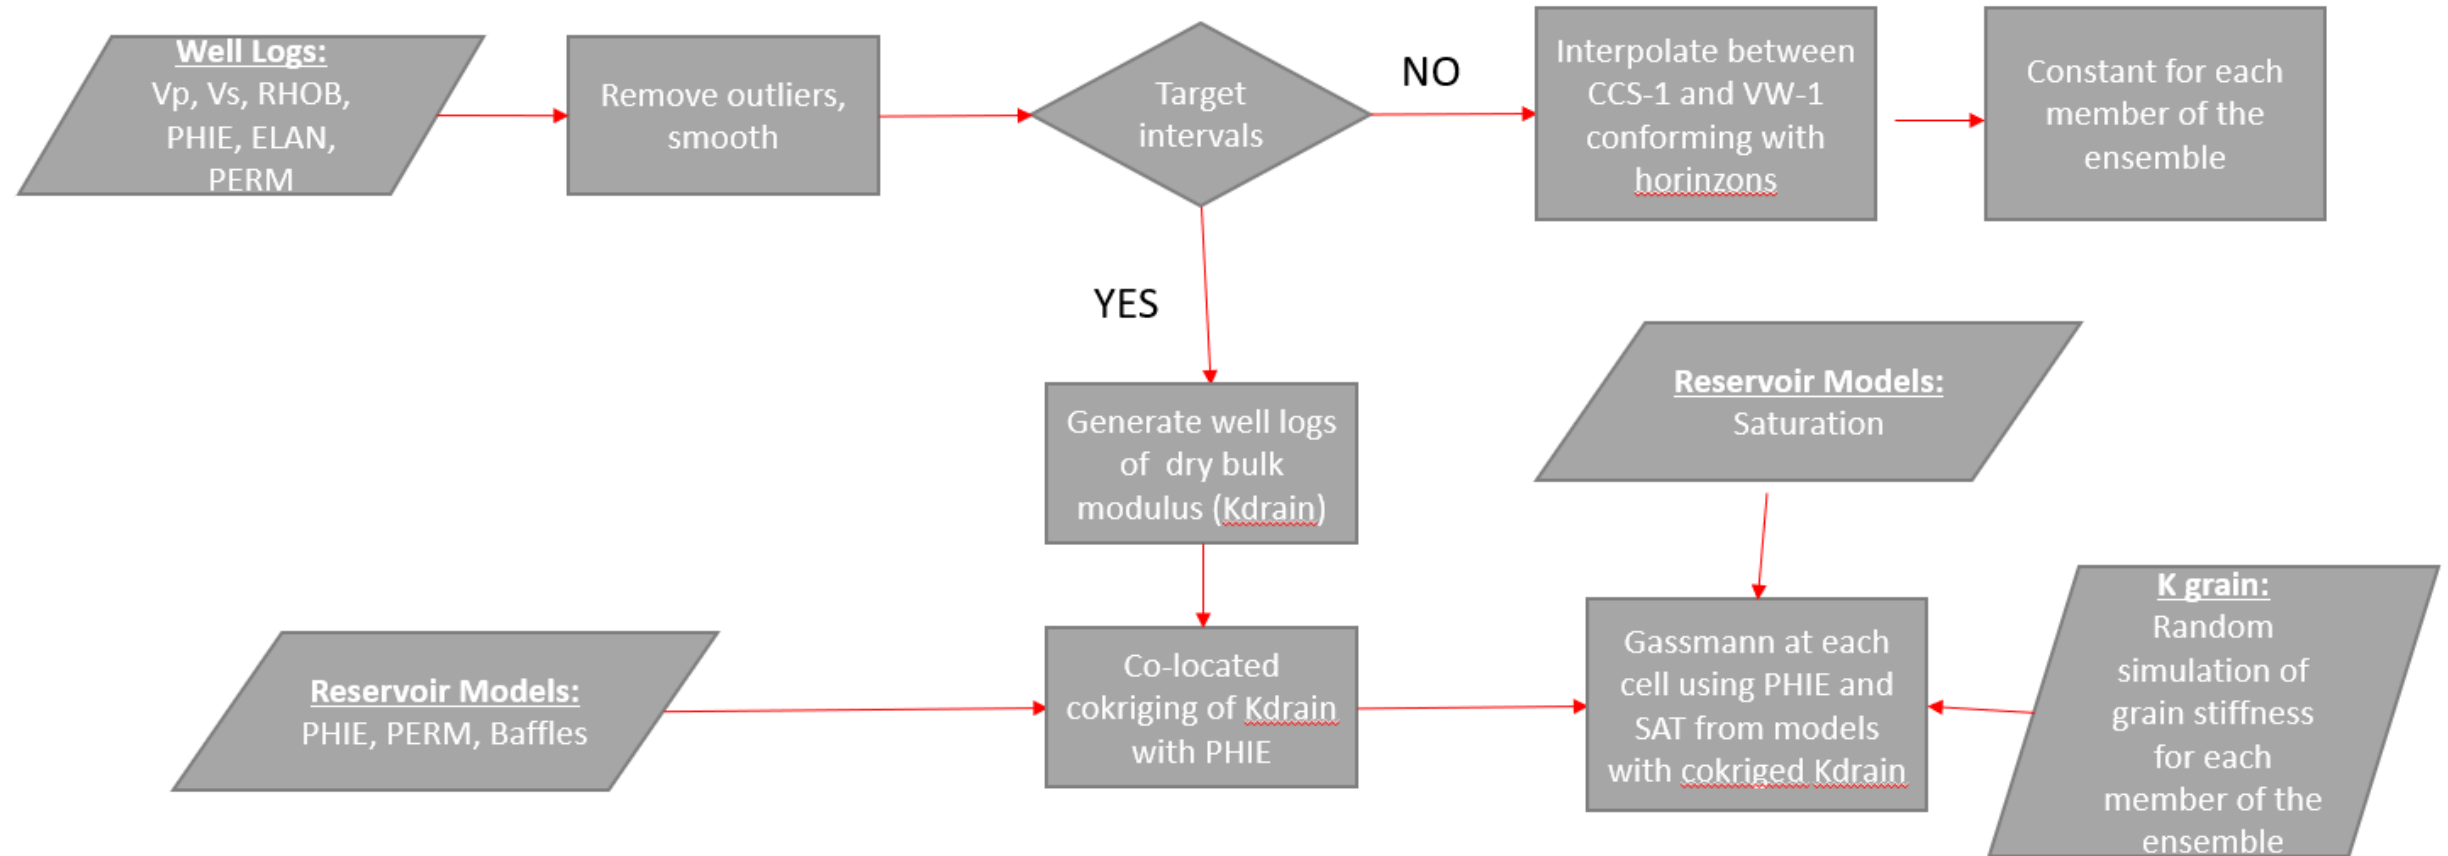 Well Logs:
Vp, Vs, RHOB,
PHIE, ELAN,
PERM
Remove outliers,
smooth
Target
intervals
NO
Interpolate between
CCS-1 and VW-1
conforming with
horinzons
Constant for each
member of the
ensemble
YES
Generate well logs
of dry bulk
modulus (Kdrain)
Reservoir Models:
Saturation
Reservoir Models:
PHIE, PERM, Baffles
Co-located
cokriging of Kdrain
with PHIE
Gassmann at each
cell using PHIE and
SAT from models
with cokriged Kdrain
K grain:
Random
simulation of
grain stiffness
for each
member of the
ensemble